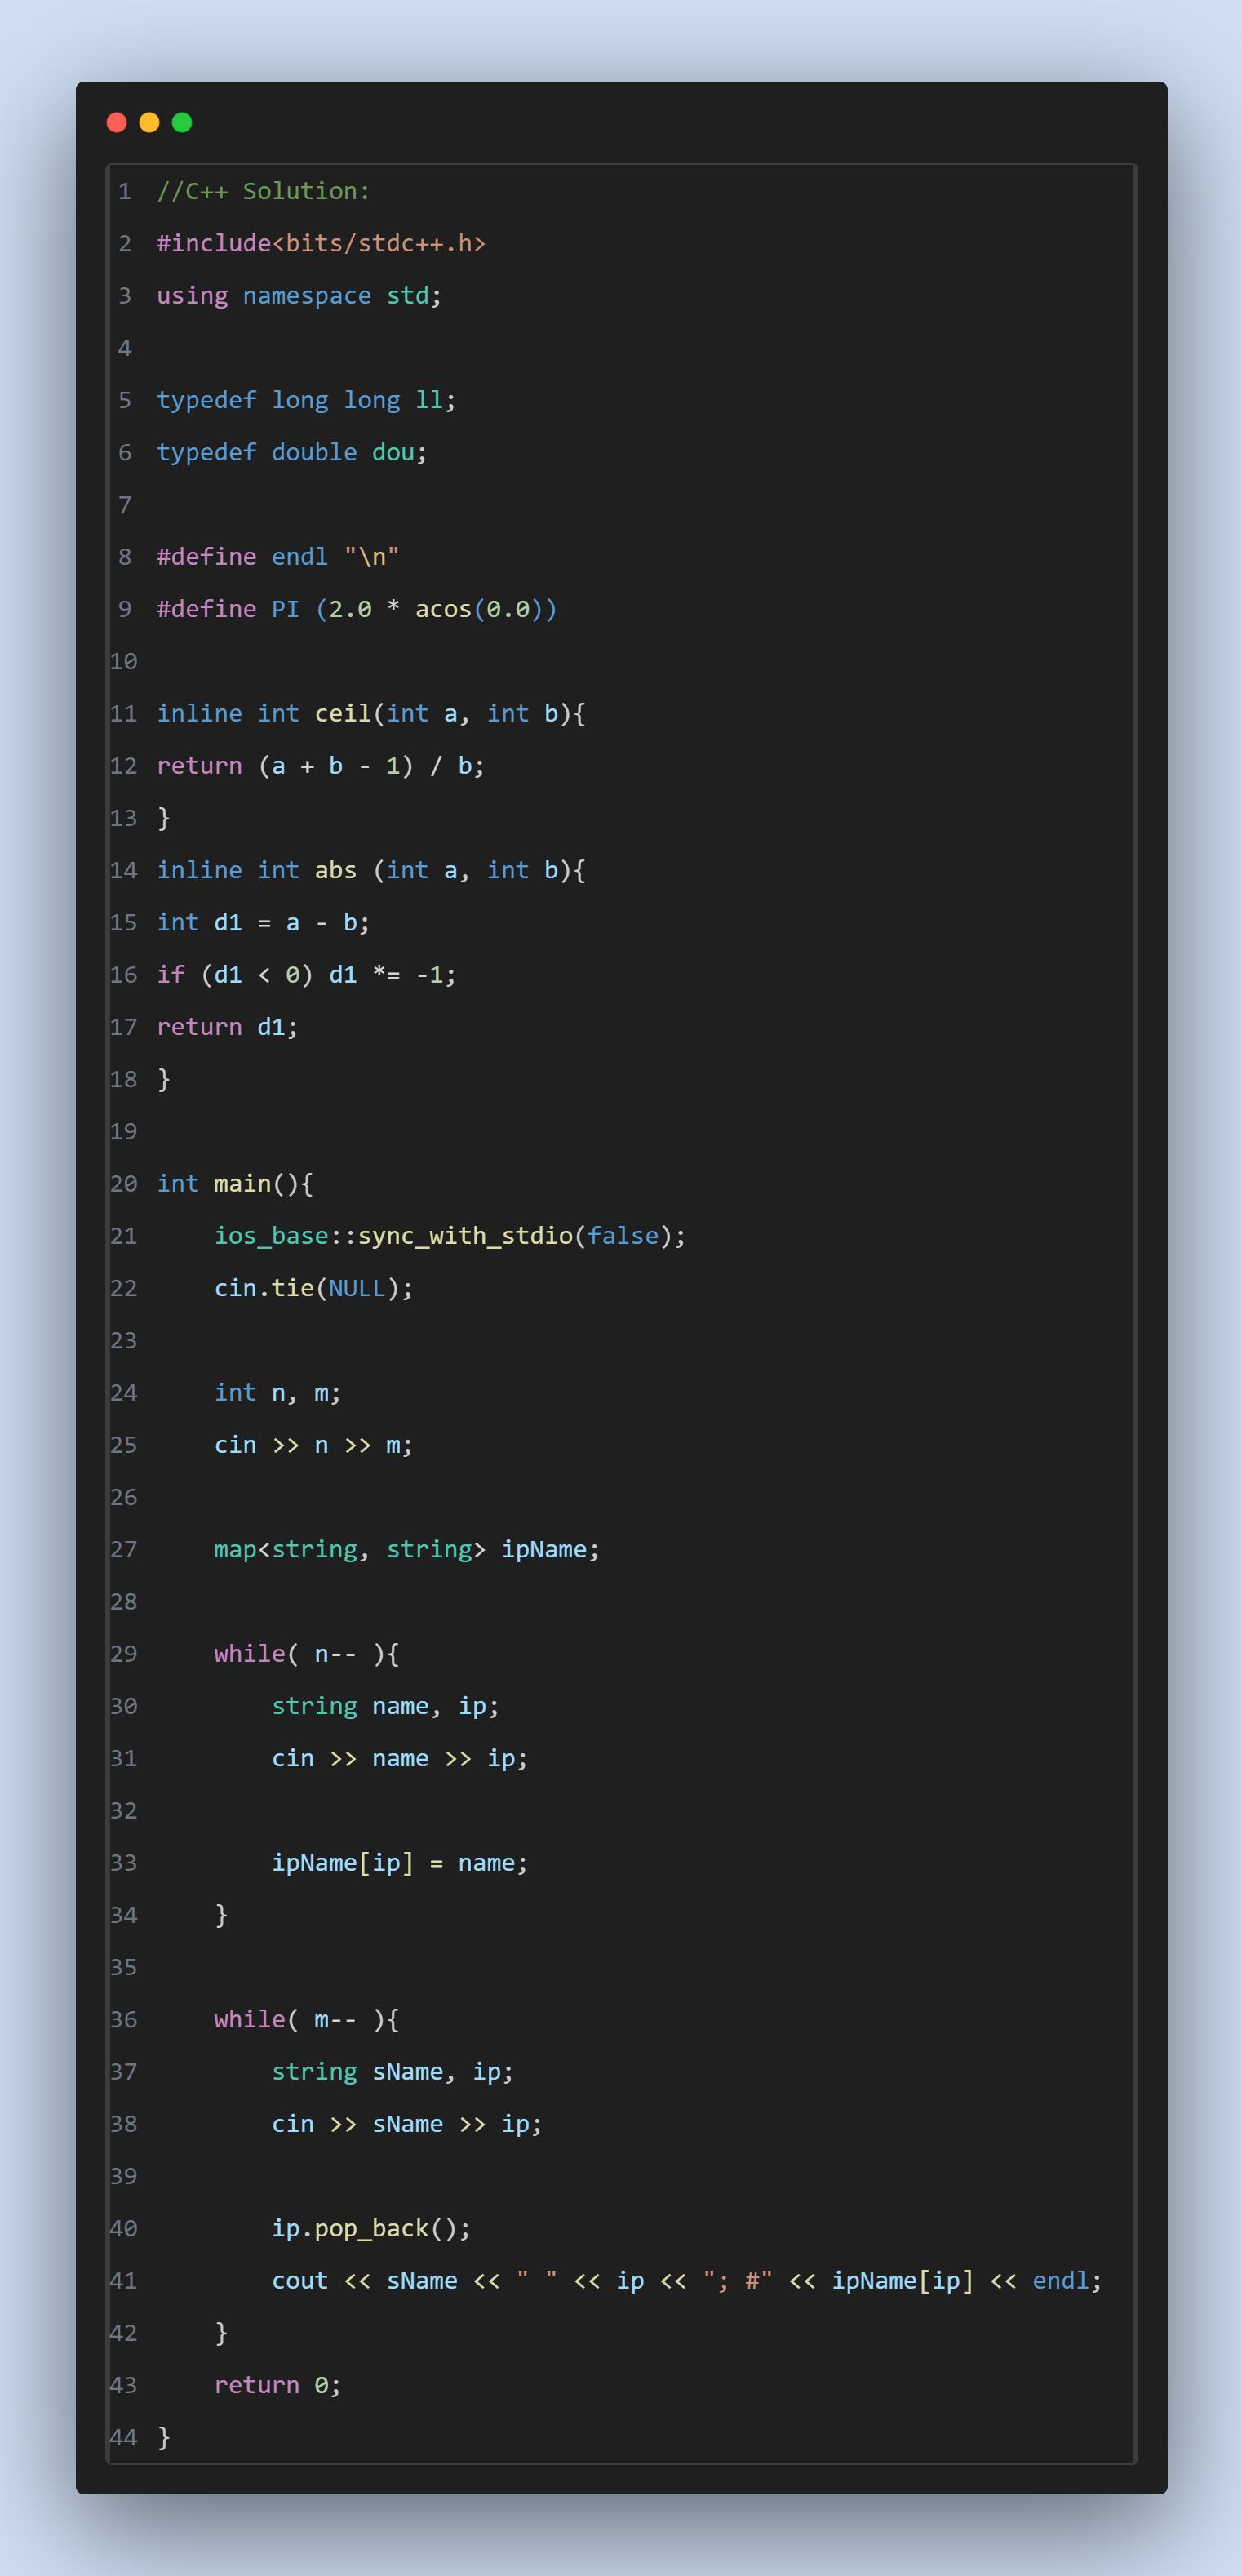 1 //C++ Solution:
2 #include<bits/stdc++.h>
3 using namespace std;
4
5 typedef long long ll;
6 typedef double dou;
7
8 #define endl "\n"
9 #define PI (2.0 * acos(0.0))
10
11 inline int ceil(int a, int b){
12 return (a + b - 1) / b;
13 }
14 inline int abs (int a, int b){
15 int d1 = a - b;
16 if (d1 < 0) d1 *= -1;
17 return d1;
18 }
19
20 int main(){
21     ios_base::sync_with_stdio(false);
22     cin.tie(NULL);
23
24     int n, m;
25     cin >> n >> m;
26
27     map<string, string> ipName;
28
29     while( n-- ){
30         string name, ip;
31         cin >> name >> ip;
32
33         ipName[ip] = name;
34     }
35
36     while( m-- ){
37         string sName, ip;
38         cin >> sName >> ip;
39
40         ip.pop_back();
41         cout << sName << " " << ip << "; #" << ipName[ip] << endl;
42     }
43     return 0;
44 }